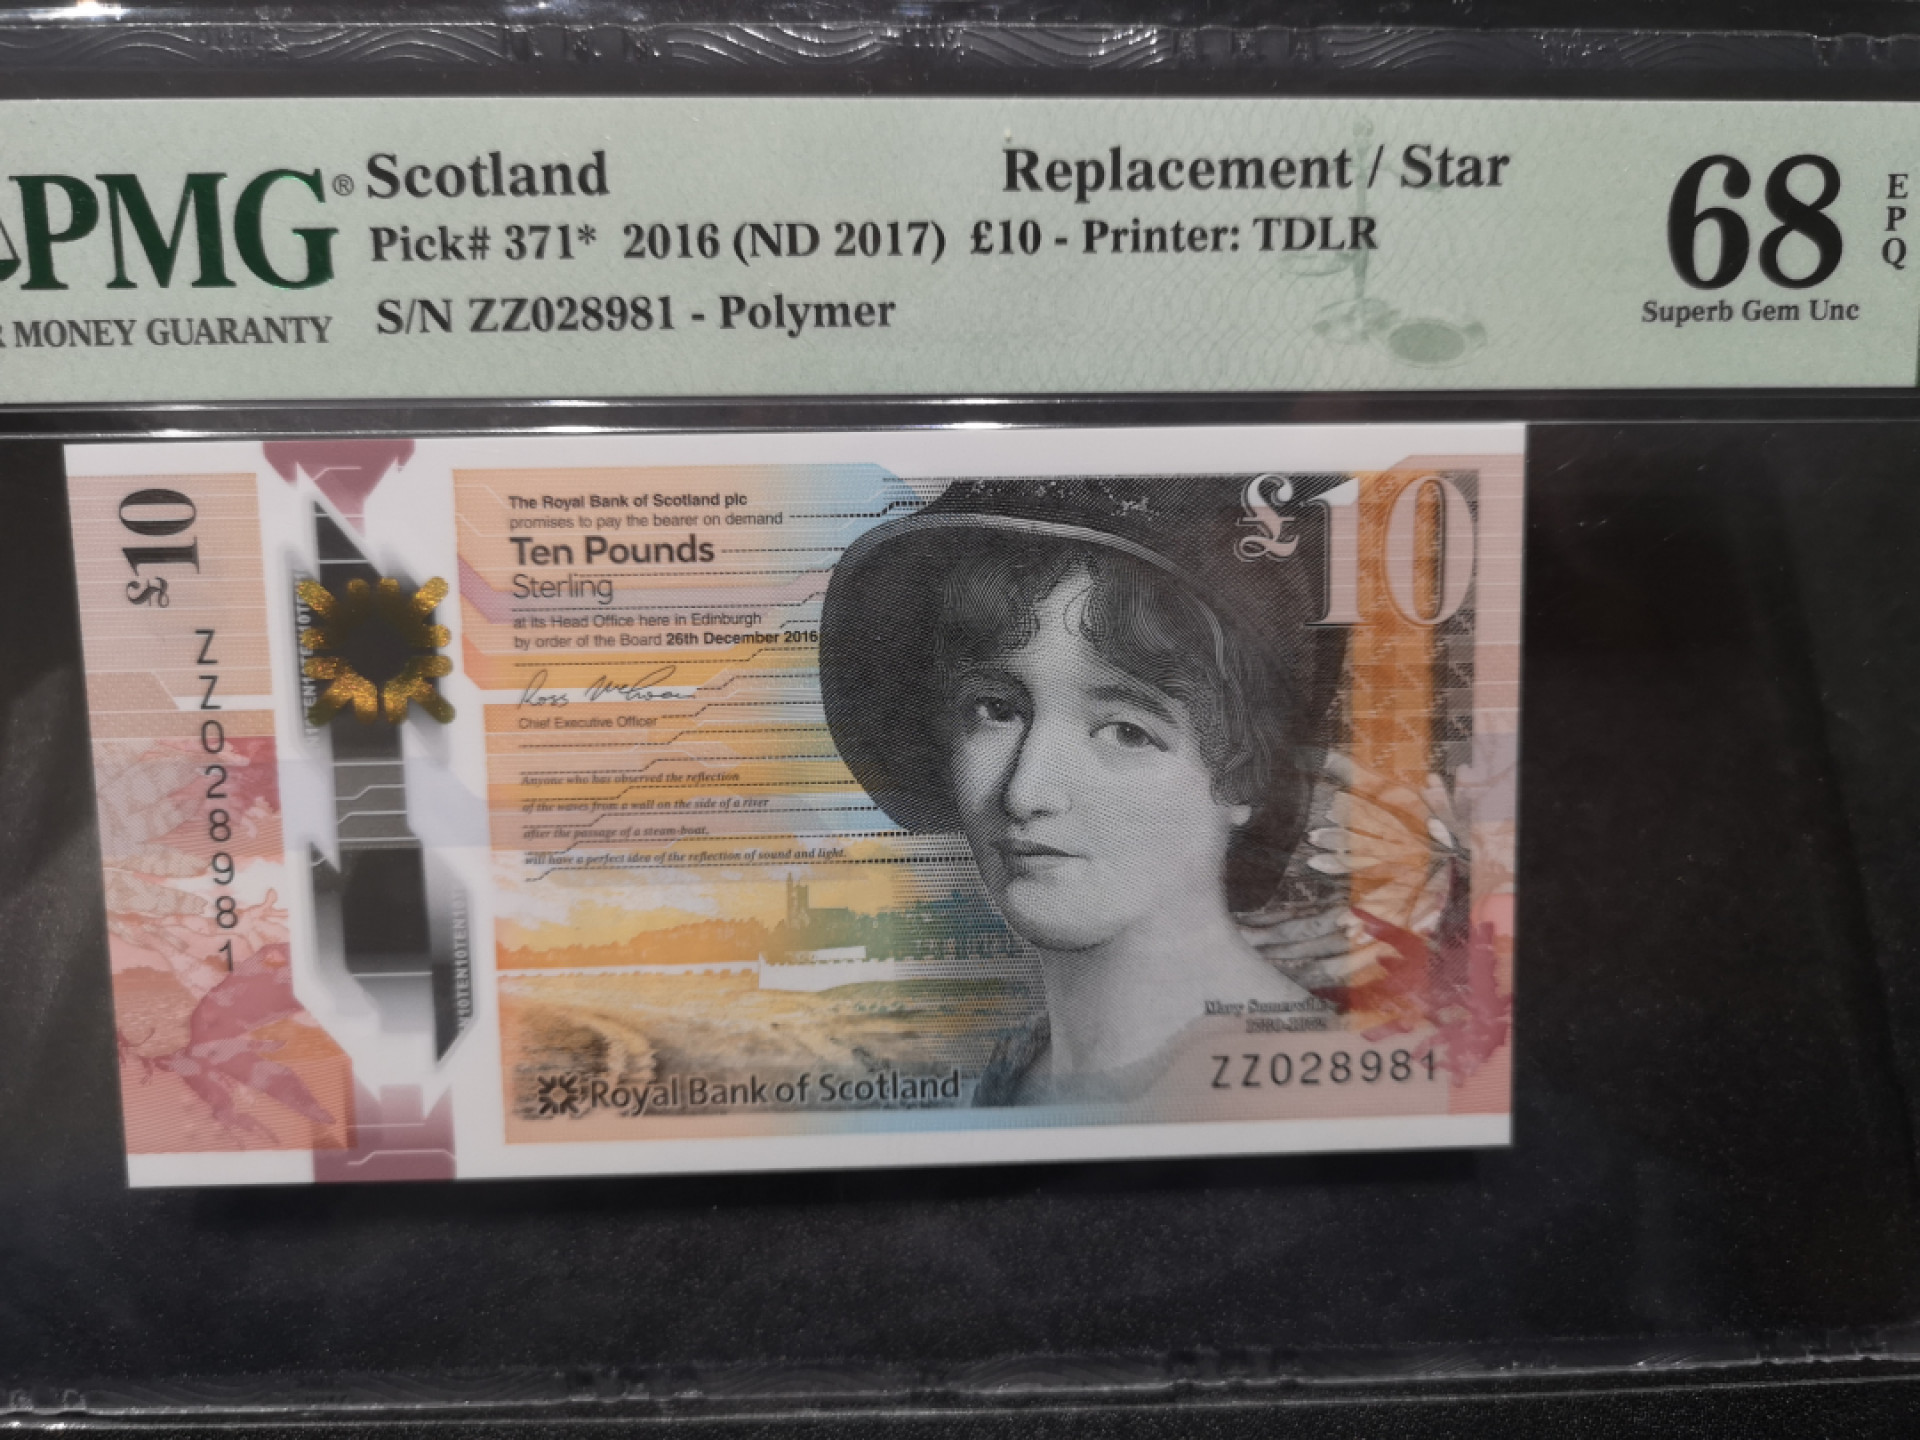 PMG® Scotland Replacement / Star 68 EPQ
Pick# 371* 2016 (ND 2017) £10 - Printer: TDLR
S/N ZZ028981 - Polymer
Superb Gem Unc
MONEY GUARANTY
£10
ZZ028981
The Royal Bank of Scotland plc
promises to pay the bearer on demand
Ten Pounds
Sterling
at its Head Office here in Edinburgh
by order of the Board 26th December 2016
Chief Executive Officer
Anyone who has observed the reflection
of the waves from a wall on the side of a river
after the passage of a steam-boat,
will have a perfect idea of the reflection of sound and light.
£10
N10TEN10TEN10T
Royal Bank of Scotland
ZZ028981